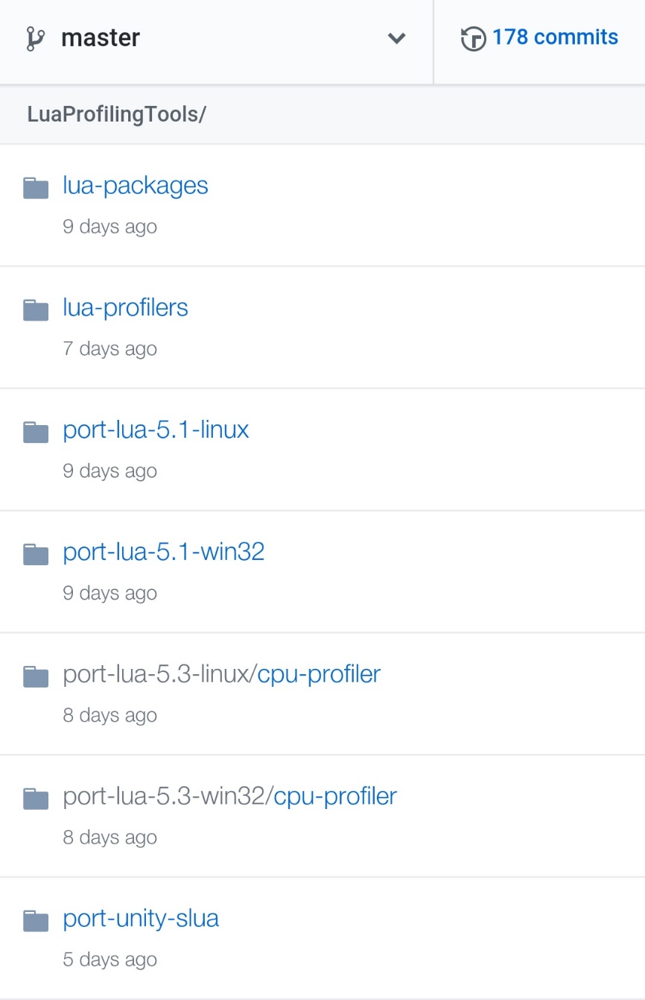 master
178 commits
LuaProfilingTools/
lua-packages
9 days ago
lua-profilers
7 days ago
port-lua-5.1-linux
9 days ago
port-lua-5.1-win32
9 days ago
port-lua-5.3-linux/cpu-profiler
8 days ago
port-lua-5.3-win32/cpu-profiler
8 days ago
port-unity-slua
5 days ago